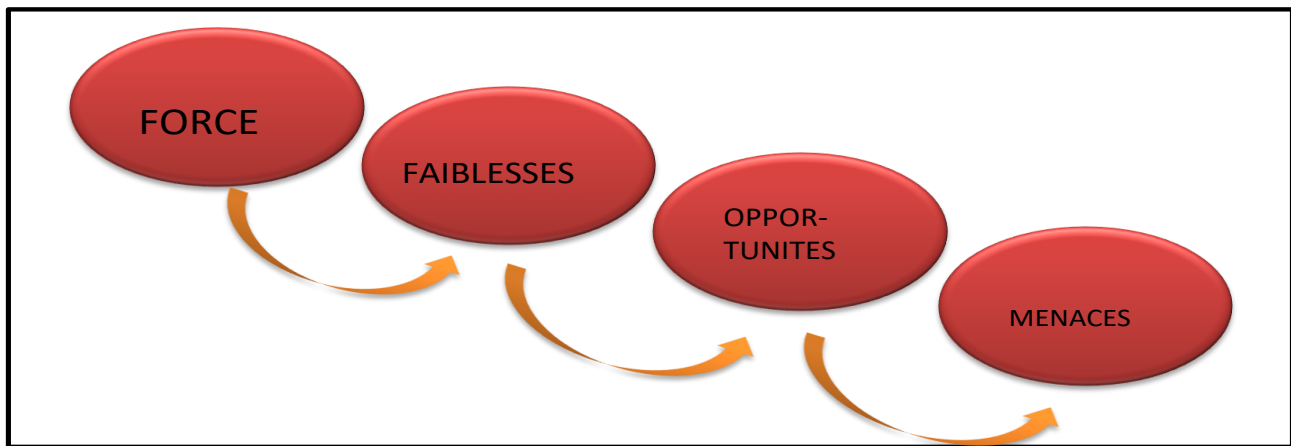 FORCE
FAIBLESSES
OPPOR-
TUNITES
MENACES